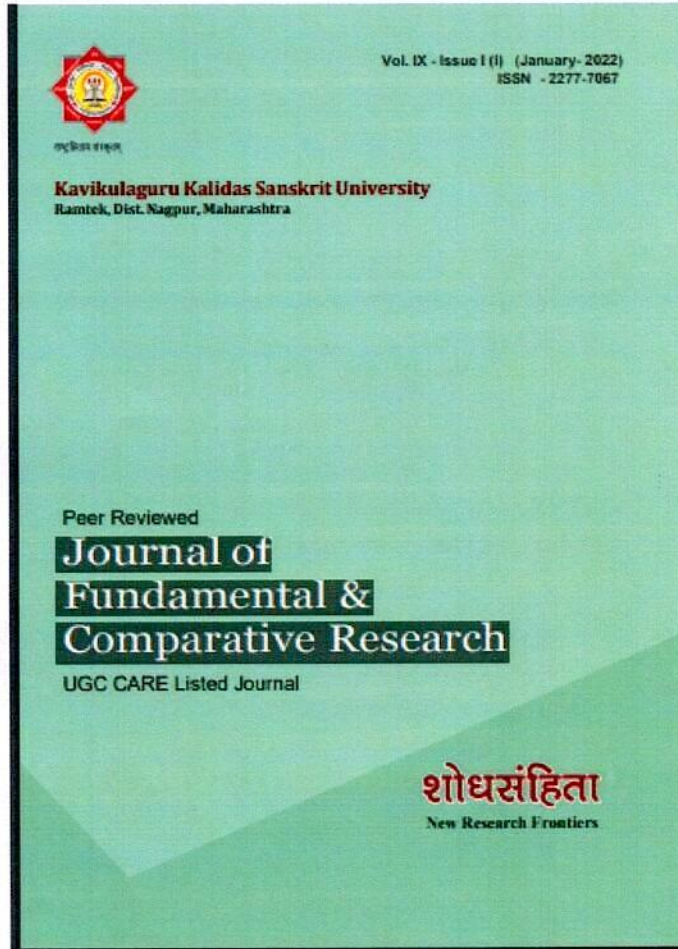 Vol. IX - Issue I (I) (January- 2022)
ISSN - 2277-7067
Kavikulaguru Kalidas Sanskrit University
Ramtek, Dist. Nagpur, Maharashtra
Peer Reviewed
Journal of
Fundamental &
Comparative Research
UGC CARE Listed Journal
शोधसंहिता
New Research Frontiers